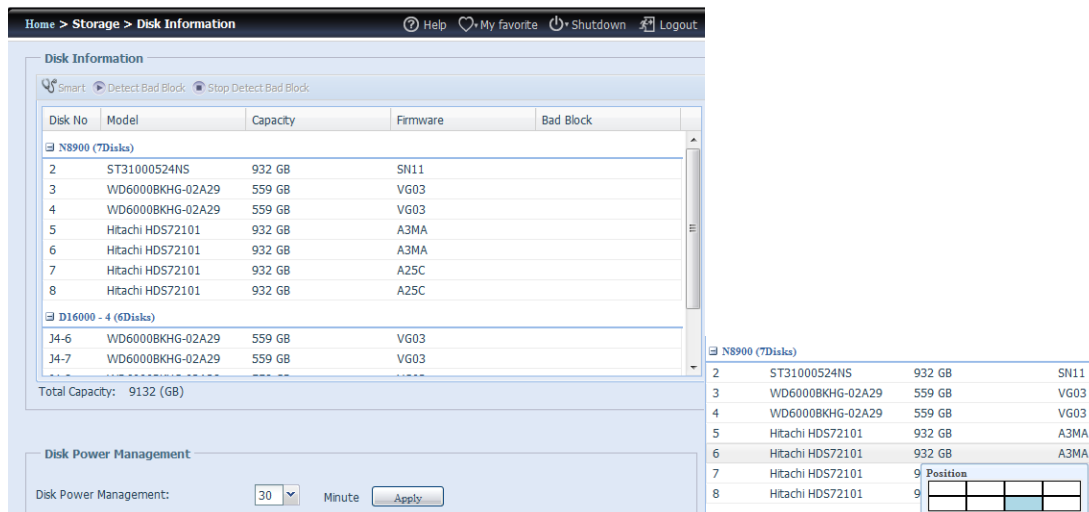 Home > Storage > Disk Information Help My favorite Shutdown Logout
Disk Information
Smart Detect Bad Block Stop Detect Bad Block
Disk No Model Capacity Firmware Bad Block
N8900 (7Disks)
2 ST31000524NS 932 GB SN11
3 WD6000BKHG-02A29 559 GB VG03
4 WD6000BKHG-02A29 559 GB VG03
5 Hitachi HDS72101 932 GB A3MA
6 Hitachi HDS72101 932 GB A3MA
7 Hitachi HDS72101 932 GB A25C
8 Hitachi HDS72101 932 GB A25C
D16000 - 4 (6Disks)
J4-6 WD6000BKHG-02A29 559 GB VG03
J4-7 WD6000BKHG-02A29 559 GB VG03
Total Capacity: 9132 (GB)
Disk Power Management
Disk Power Management: 30 Minute Apply
N8900 (7Disks)
2 ST31000524NS 932 GB SN11
3 WD6000BKHG-02A29 559 GB VG03
4 WD6000BKHG-02A29 559 GB VG03
5 Hitachi HDS72101 932 GB A3MA
6 Hitachi HDS72101 932 GB A3MA
7 Hitachi HDS72101 9 Position
8 Hitachi HDS72101 9